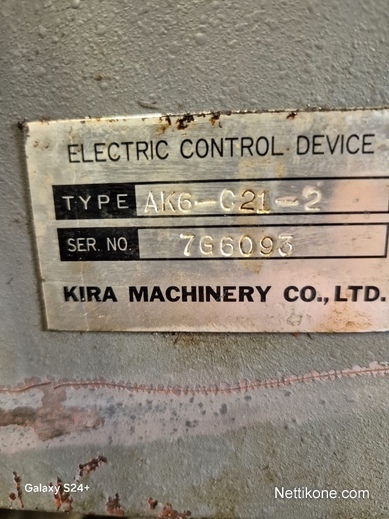 ELECTRIC CONTROL DEVICE
TYPE AK6-C21-2
SER. NO. 7G6093
KIRA MACHINERY CO., LTD.
Galaxy S24+
Nettikone.com